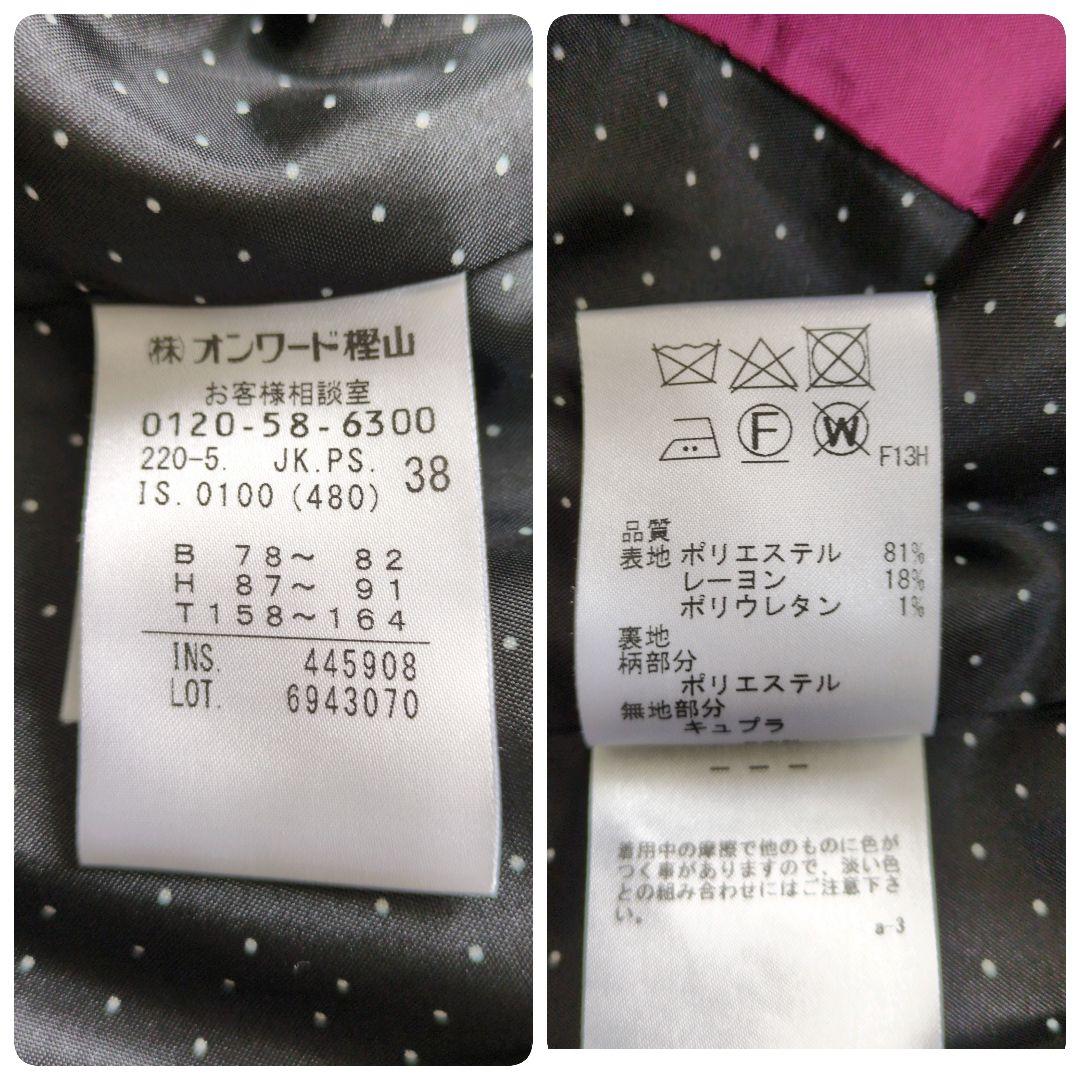 ㈱オンワード樫山
お客様相談室
0120-58-6300
220-5. JK.PS. 38
IS.0100 (480)
B 78〜 82
H 87〜 91
T158〜164
INS. 445908
LOT. 6943070
F W F13H
品質
表地 ポリエステル 81%
レーヨン 18%
ポリウレタン 1%
裏地
柄部分
ポリエステル
無地部分
キュプラ
着用中の摩擦で他のものに色が
つく事がありますので、淡い色
との組み合わせにはご注意下さ
い。
a-3